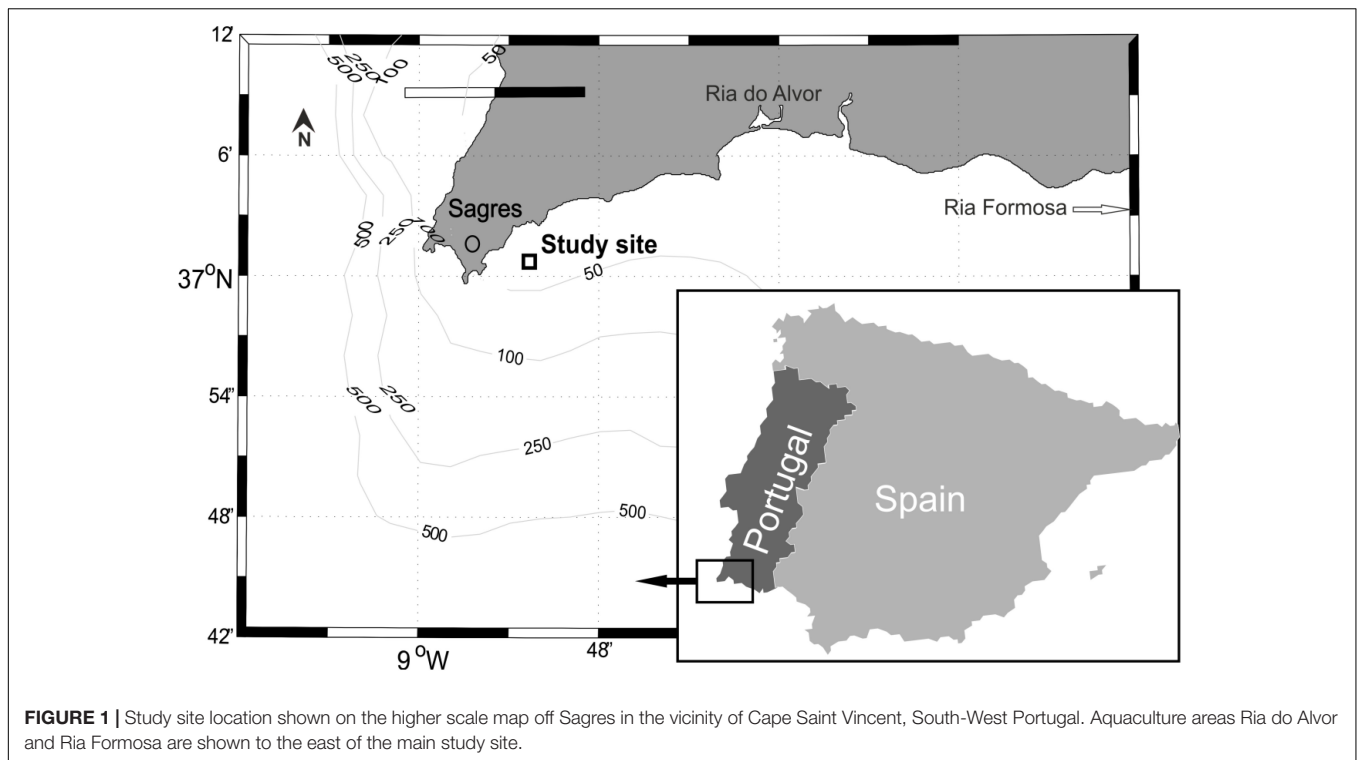 12'
50
100
250
500
Ria do Alvor
N
6'
Sagres
Ria Formosa
100
250
500
Study site
50
37°N
100
54"
250
500
250
Portugal
Spain
48"
500
500
42"
9°W
48"
FIGURE 1 | Study site location shown on the higher scale map off Sagres in the vicinity of Cape Saint Vincent, South-West Portugal. Aquaculture areas Ria do Alvor
and Ria Formosa are shown to the east of the main study site.